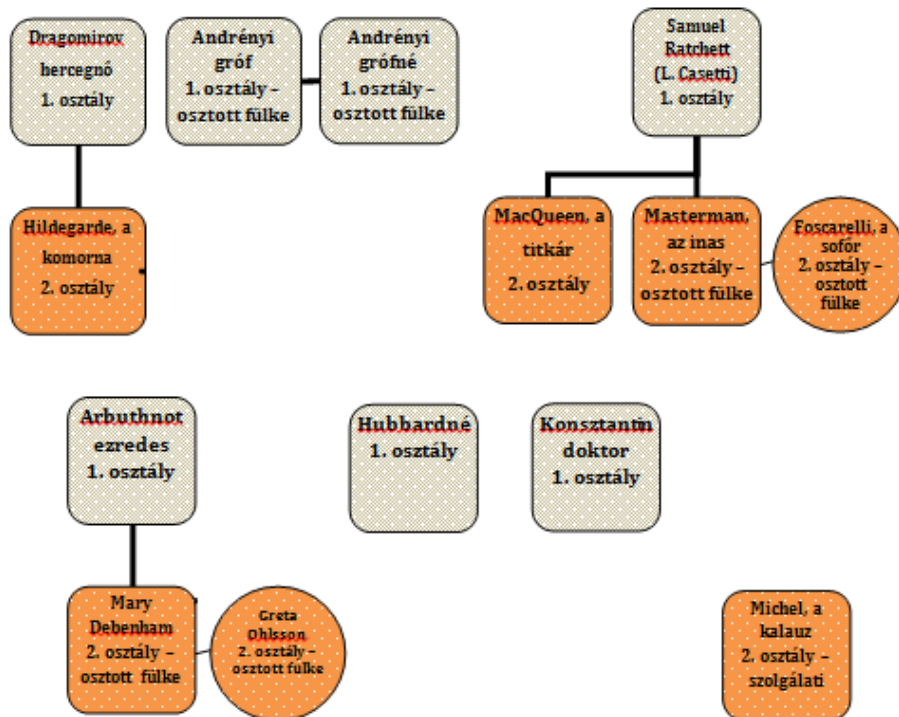 Dragomirov
hercegnő
1. osztály
Andrényi
gróf
1. osztály –
osztott fülke
Andrényi
grófné
1. osztály –
osztott fülke
Samuel
Ratchett
(L. Casetti)
1. osztály
Hildegarde, a
komorna
2. osztály
MacQueen, a
titkár
2. osztály
Masterman,
az inas
2. osztály –
osztott fülke
Foscarelli, a
sofőr
2. osztály –
osztott
fülke
Arbuthnot
ezredes
1. osztály
Hubbardné
1. osztály
Konsztantin
doktor
1. osztály
Mary
Debenham
2. osztály –
osztott fülke
Greta
Ohlsson
2. osztály –
osztott fülke
Michel, a
kalauz
2. osztály –
szolgálati